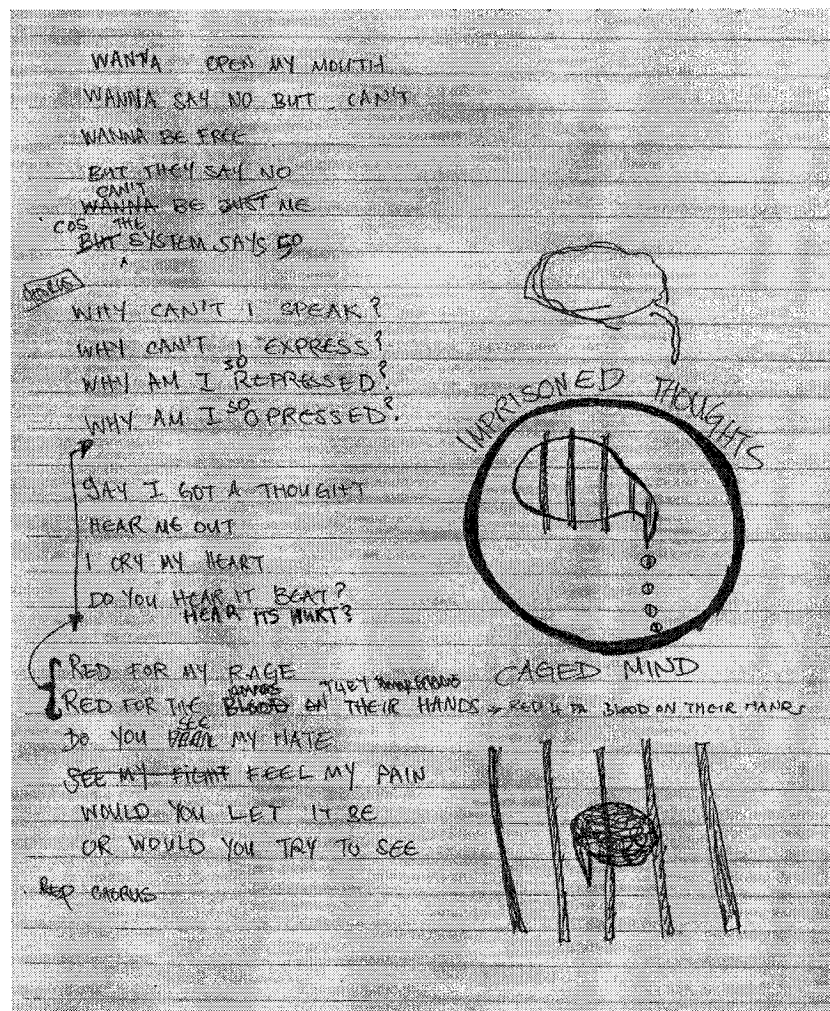 WANNA OPEN MY MOUTH
WANNA SAY NO BUT CAN'T
WANNA BE FREE
BUT THEY SAY NO
CAN'T
WANNA BE JUST ME
COS THE
BUT SYSTEM SAYS SO
CHORUS
WHY CAN'T I SPEAK?
WHY CAN'T I EXPRESS?
WHY AM I SO REPRESSED?
WHY AM I SO OPRESSED?
SAY I GOT A THOUGHT
HEAR ME OUT
I CRY MY HEART
DO YOU HEAR IT BEAT?
HEAR ITS HURT?
RED FOR MY RAGE
THEY
RED FOR THE BLOOD ON THEIR HANDS RED 4 DA BLOOD ON THEIR HANDS
SEE
DO YOU HEAR MY HATE
SEE MY FIGHT FEEL MY PAIN
WOULD YOU LET IT BE
OR WOULD YOU TRY TO SEE
REP CHORUS
IMPRISONED THOUGHTS
CAGED MIND